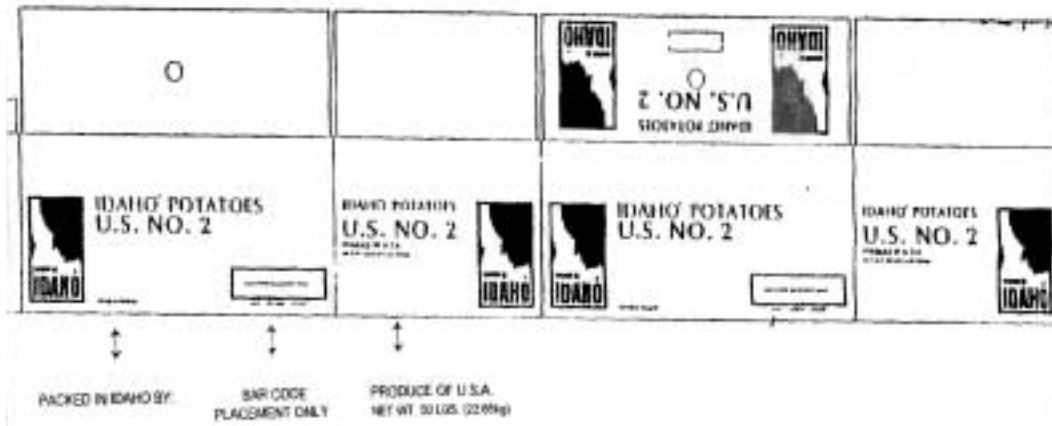 IDAHO
IDAHO
IDAHO POTATOES
U.S. NO. 2
IDAHO POTATOES
U.S. NO. 2
IDAHO
IDAHO POTATOES
U.S. NO. 2
IDAHO
IDAHO POTATOES
U.S. NO. 2
IDAHO
IDAHO POTATOES
U.S. NO. 2
IDAHO
PACKED IN IDAHO BY:
BAR CODE
PLACEMENT ONLY
PRODUCE OF U.S.A.
NET WT. 50 LBS.